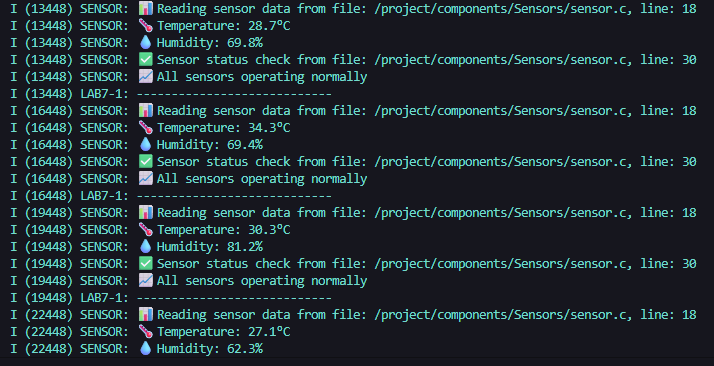 I (13448) SENSOR: 📊 Reading sensor data from file: /project/components/Sensors/sensor.c, line: 18
I (13448) SENSOR: 🌡️ Temperature: 28.7°C
I (13448) SENSOR: 💧 Humidity: 69.8%
I (13448) SENSOR: ✅ Sensor status check from file: /project/components/Sensors/sensor.c, line: 30
I (13448) SENSOR: 📈 All sensors operating normally
I (13448) LAB7-1: ----------------------------
I (16448) SENSOR: 📊 Reading sensor data from file: /project/components/Sensors/sensor.c, line: 18
I (16448) SENSOR: 🌡️ Temperature: 34.3°C
I (16448) SENSOR: 💧 Humidity: 69.4%
I (16448) SENSOR: ✅ Sensor status check from file: /project/components/Sensors/sensor.c, line: 30
I (16448) SENSOR: 📈 All sensors operating normally
I (16448) LAB7-1: ----------------------------
I (19448) SENSOR: 📊 Reading sensor data from file: /project/components/Sensors/sensor.c, line: 18
I (19448) SENSOR: 🌡️ Temperature: 30.3°C
I (19448) SENSOR: 💧 Humidity: 81.2%
I (19448) SENSOR: ✅ Sensor status check from file: /project/components/Sensors/sensor.c, line: 30
I (19448) SENSOR: 📈 All sensors operating normally
I (19448) LAB7-1: ----------------------------
I (22448) SENSOR: 📊 Reading sensor data from file: /project/components/Sensors/sensor.c, line: 18
I (22448) SENSOR: 🌡️ Temperature: 27.1°C
I (22448) SENSOR: 💧 Humidity: 62.3%